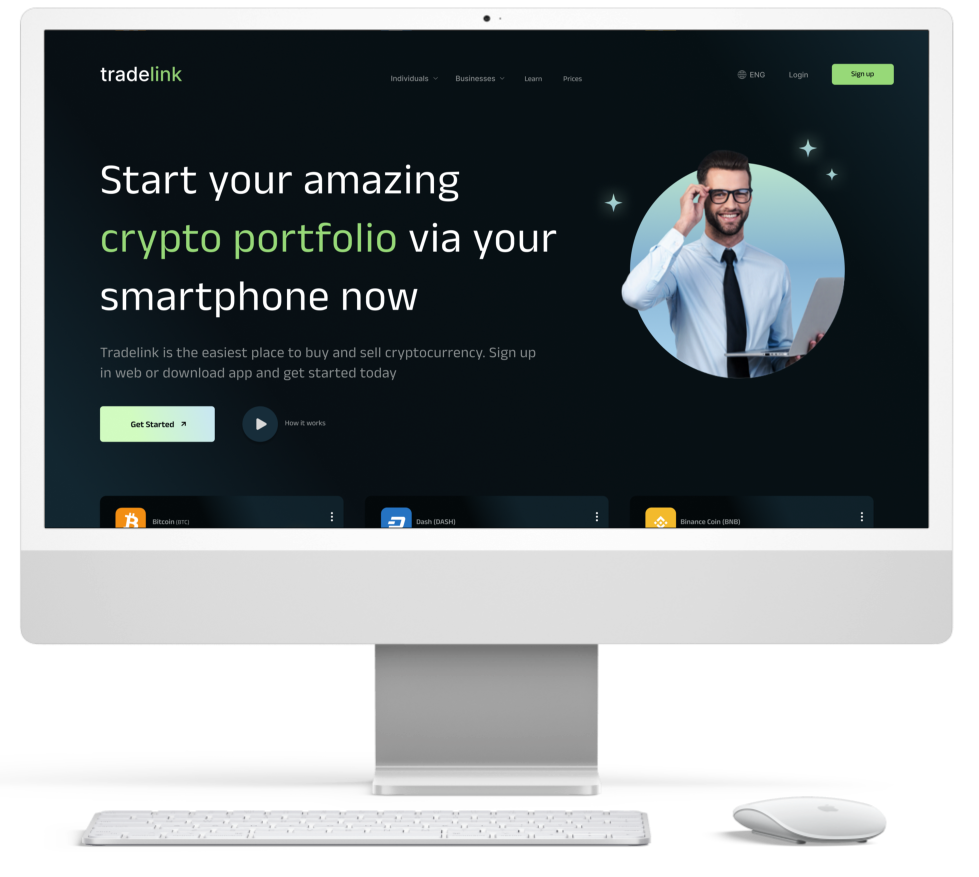 tradelink
Individuals
Businesses
Learn
Prices
ENG
Login
Sign up
Start your amazing
crypto portfolio via your
smartphone now
Tradelink is the easiest place to buy and sell cryptocurrency. Sign up
in web or download app and get started today
Get Started
How it works
Bitcoin (BTC)
Dash (DASH)
Binance Coin (BNB)